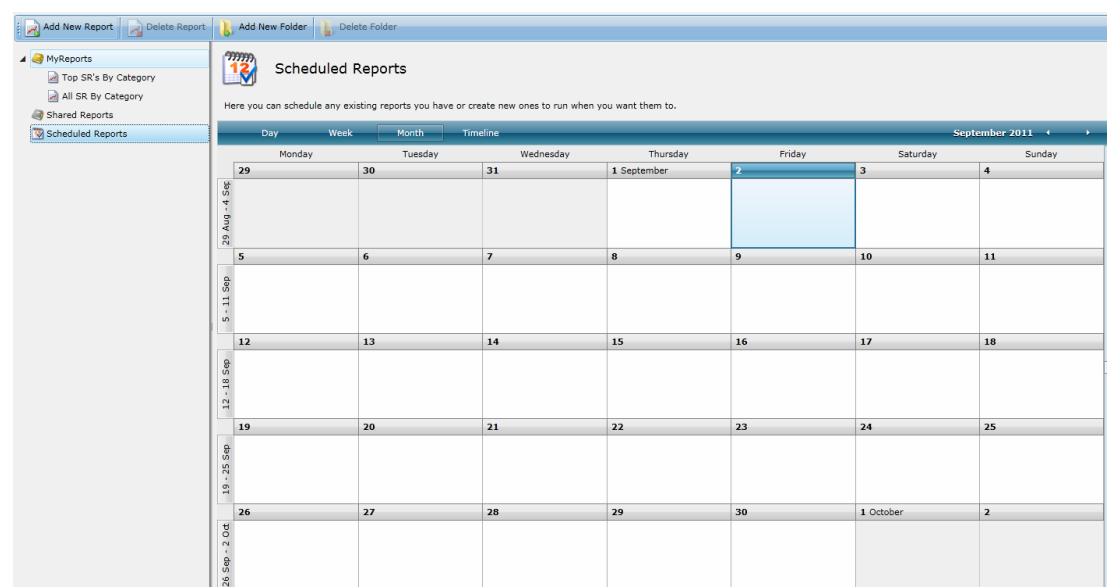 Add New Report Delete Report Add New Folder Delete Folder
MyReports
Top SR's By Category
All SR By Category
Shared Reports
Scheduled Reports
12
Scheduled Reports
Here you can schedule any existing reports you have or create new ones to run when you want them to.
Day Week Month Timeline September 2011
Monday Tuesday Wednesday Thursday Friday Saturday Sunday
29 Aug - 4 Sep
29 30 31 1 September 2 3 4
5 - 11 Sep
5 6 7 8 9 10 11
12 - 18 Sep
12 13 14 15 16 17 18
19 - 25 Sep
19 20 21 22 23 24 25
26 Sep - 2 Oct
26 27 28 29 30 1 October 2